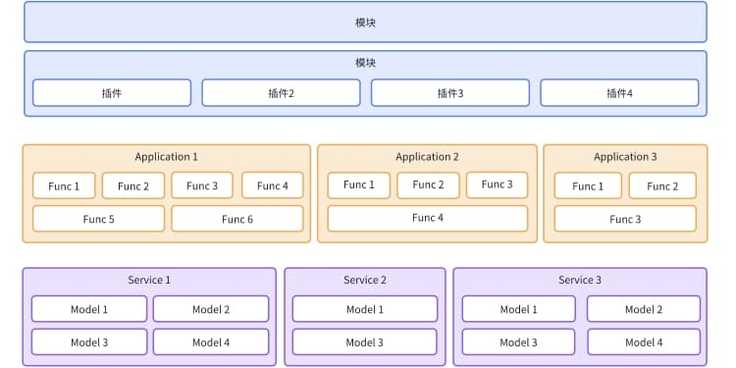 模块
模块
插件 插件2 插件3 插件4
Application 1 Application 2 Application 3
Func 1 Func 2 Func 3 Func 4 Func 1 Func 2 Func 3 Func 1 Func 2
Func 5 Func 6 Func 4 Func 3
Service 1 Service 2 Service 3
Model 1 Model 2 Model 1 Model 1 Model 2
Model 3 Model 4 Model 3 Model 3 Model 4